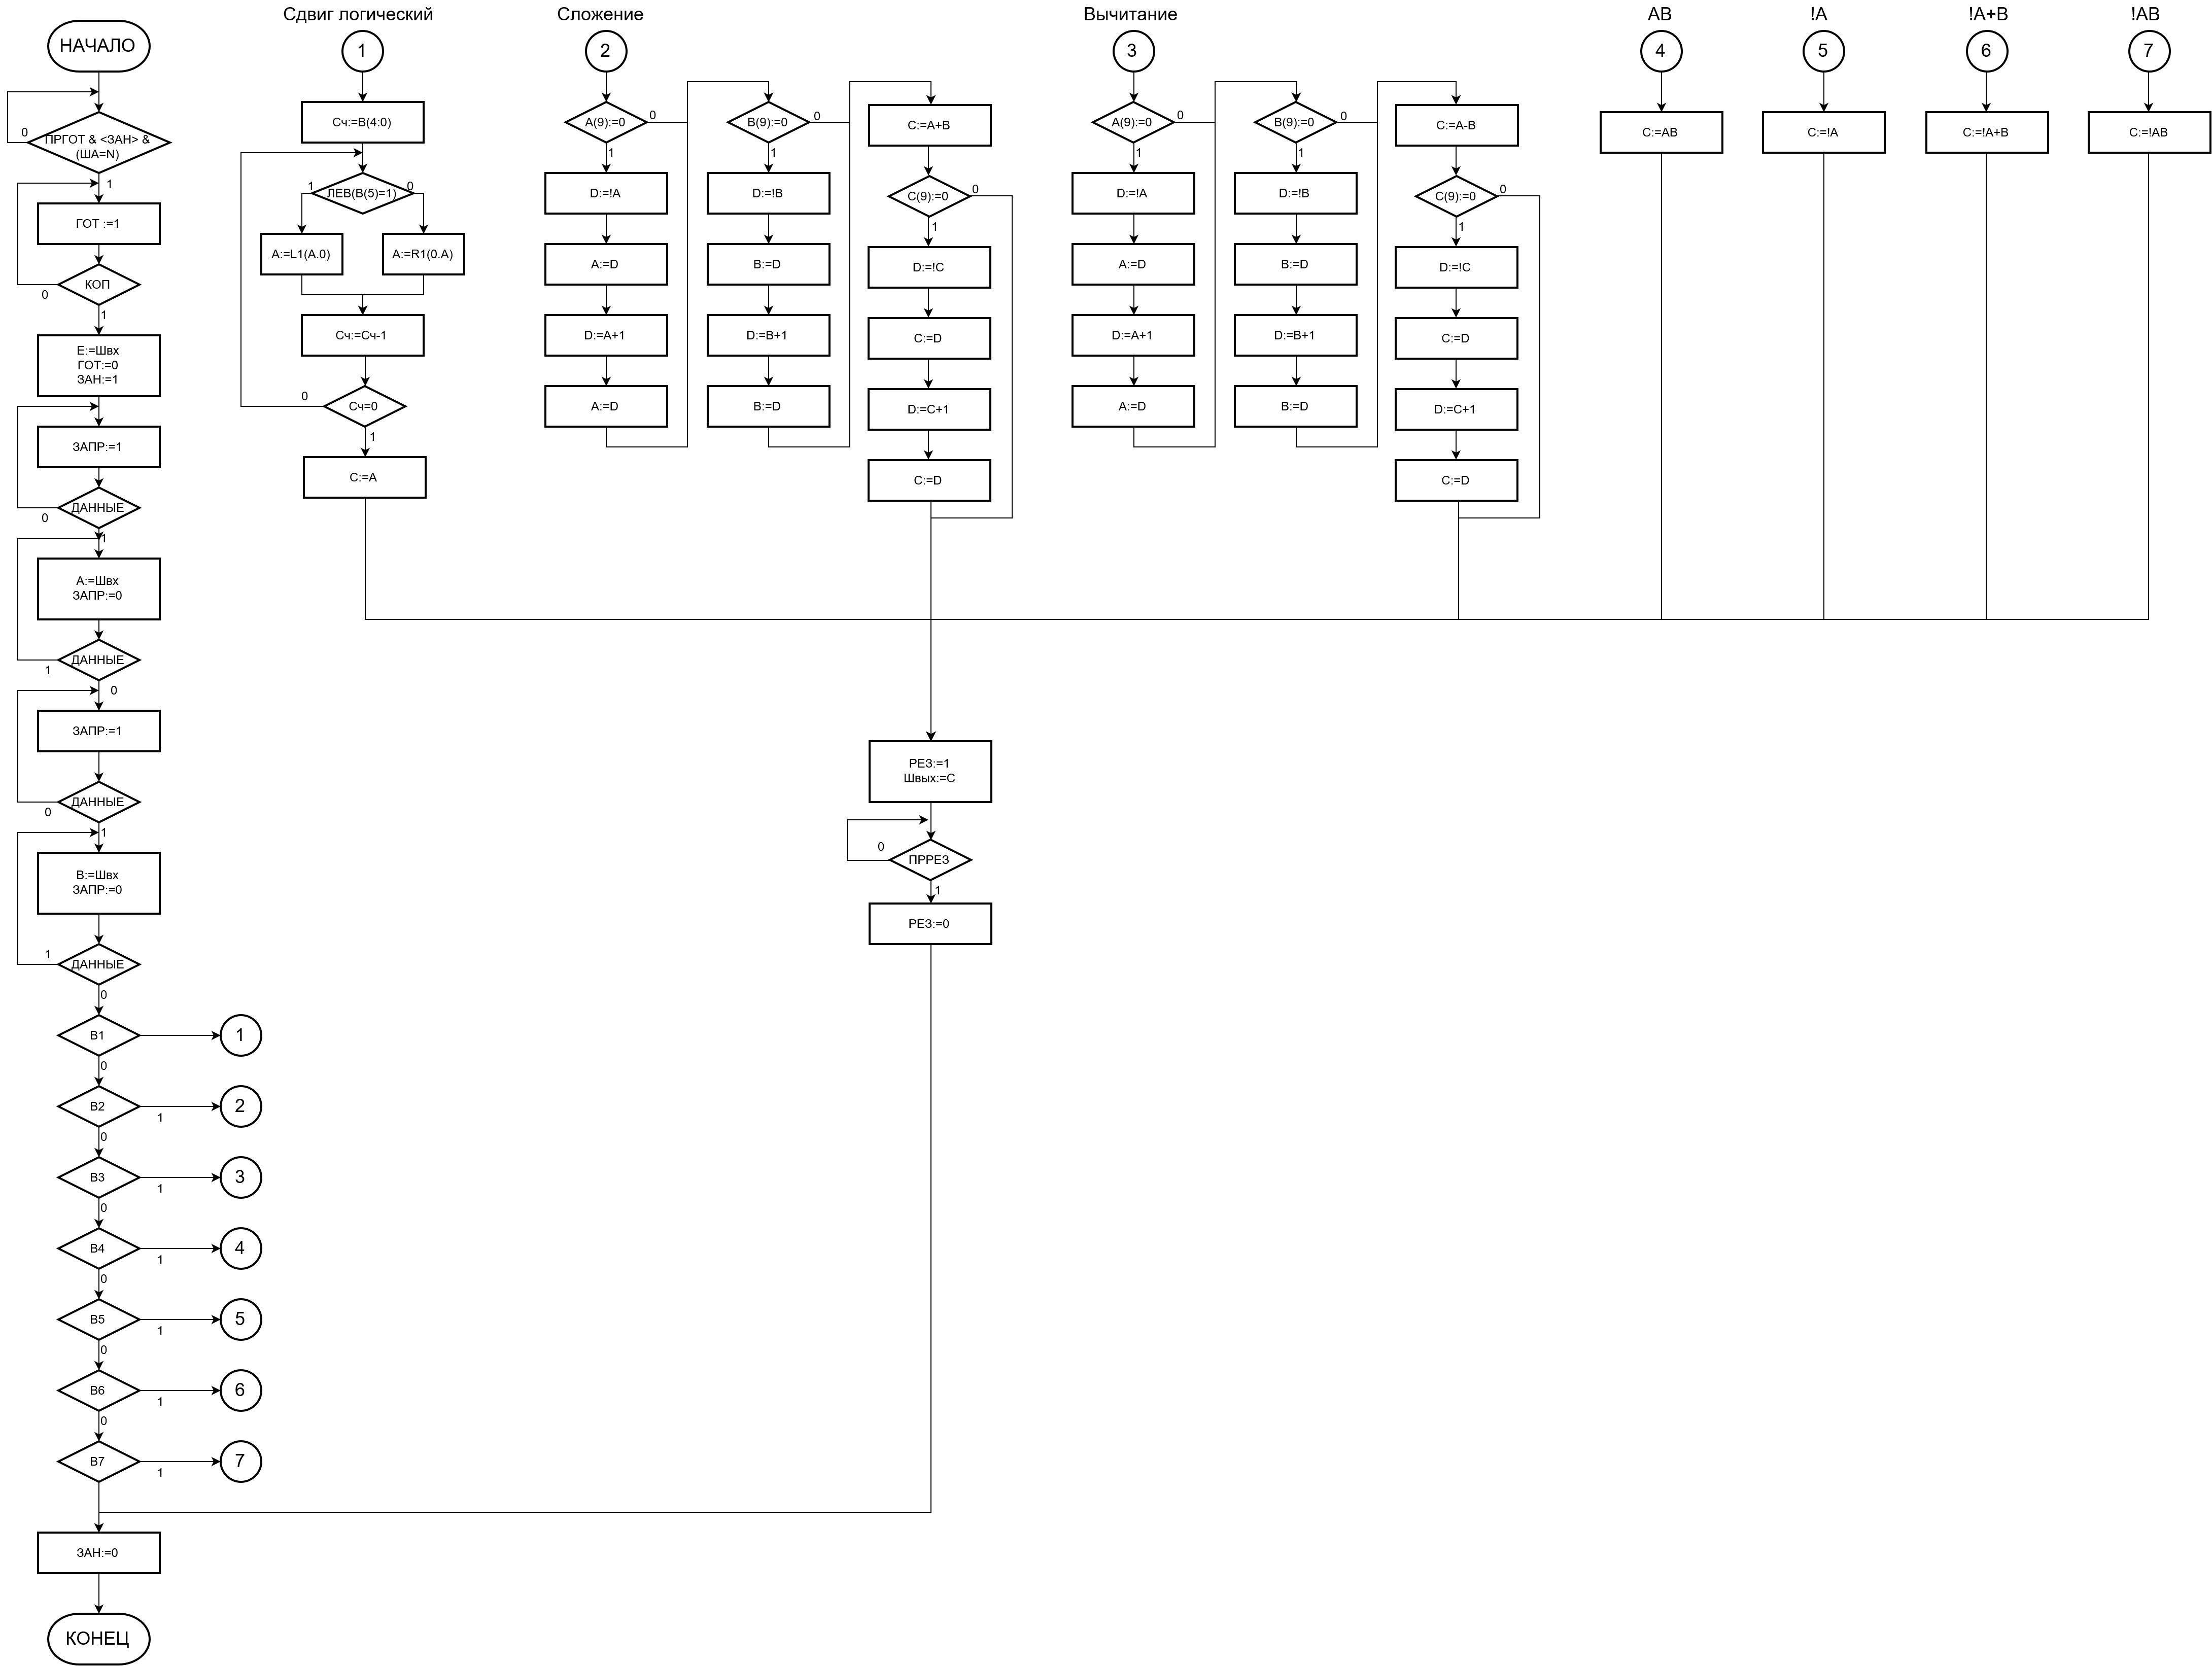 НАЧАЛО
0
ПРГОТ & <ЗАН> &
(ША=N)
1
ГОТ :=1
КОП
0
1
Е:=Швх
ГОТ:=0
ЗАН:=1
ЗАПР:=1
ДАННЫЕ
0
1
А:=Швх
ЗАПР:=0
ДАННЫЕ
1
0
ЗАПР:=1
ДАННЫЕ
0
1
В:=Швх
ЗАПР:=0
1
ДАННЫЕ
0
В1
1
0
В2
2
1
0
В3
3
1
0
В4
4
1
0
В5
5
1
0
В6
6
1
0
В7
7
1
ЗАН:=0
КОНЕЦ
Сдвиг логический
1
Сч:=В(4:0)
1
ЛЕВ(В(5)=1)
0
А:=L1(А.0)
А:=R1(0.А)
Сч:=Сч-1
0
Сч=0
1
С:=А
Сложение
2
А(9):=0
0
1
D:=!А
А:=D
D:=А+1
А:=D
В(9):=0
0
1
D:=!В
В:=D
D:=В+1
В:=D
С:=А+В
С(9):=0
0
1
D:=!С
С:=D
D:=С+1
С:=D
РЕЗ:=1
Швых:=С
0
ПРРЕЗ
1
РЕЗ:=0
Вычитание
3
А(9):=0
0
1
D:=!А
А:=D
D:=А+1
А:=D
В(9):=0
0
1
D:=!В
В:=D
D:=В+1
В:=D
С:=А-В
С(9):=0
0
1
D:=!С
С:=D
D:=С+1
С:=D
АВ
4
С:=АВ
!А
5
С:=!А
!А+В
6
С:=!А+В
!АВ
7
С:=!АВ